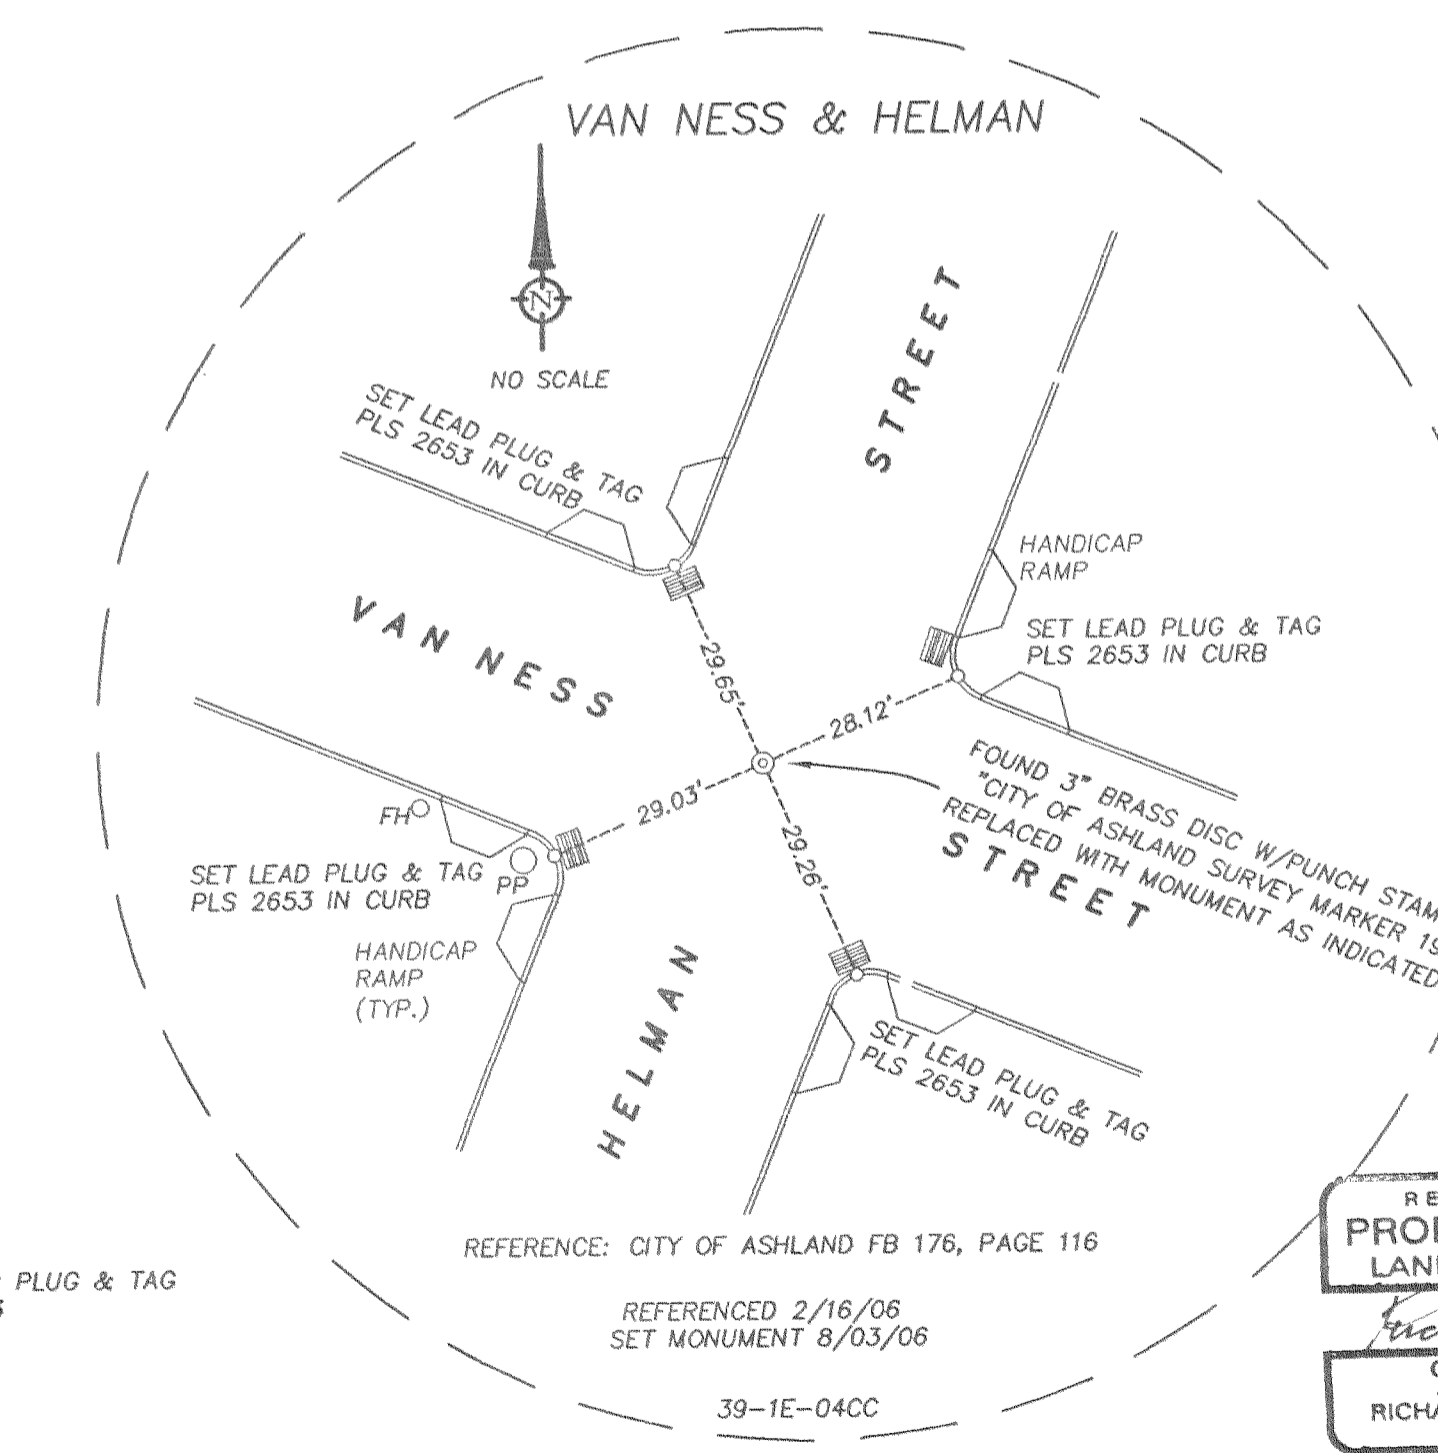 VAN NESS & HELMAN
N
NO SCALE
STREET
SET LEAD PLUG & TAG
PLS 2653 IN CURB
HANDICAP
RAMP
SET LEAD PLUG & TAG
PLS 2653 IN CURB
VAN NESS
29.65'
28.12'
29.03'
29.26'
FOUND 3" BRASS DISC W/PUNCH
"CITY OF ASHLAND SURVEY MARKER
REPLACED WITH MONUMENT AS INDICATED
STREET
FH
SET LEAD PLUG & TAG
PLS 2653 IN CURB
PP
HANDICAP
RAMP
(TYP.)
HELMAN
SET LEAD PLUG & TAG
PLS 2653 IN CURB
REFERENCE: CITY OF ASHLAND FB 176, PAGE 116
REFERENCED 2/16/06
SET MONUMENT 8/03/06
39-1E-04CC
PLUG & TAG